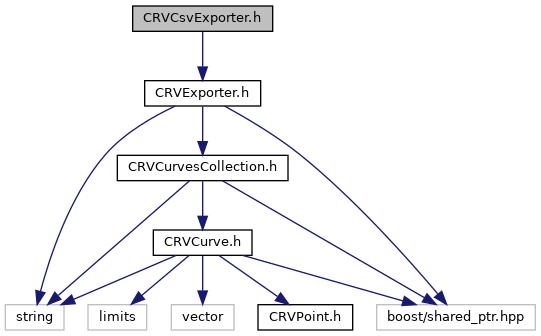 CRVCsvExporter.h
CRVExporter.h
CRVCurvesCollection.h
CRVCurve.h
string
limits
vector
CRVPoint.h
boost/shared_ptr.hpp